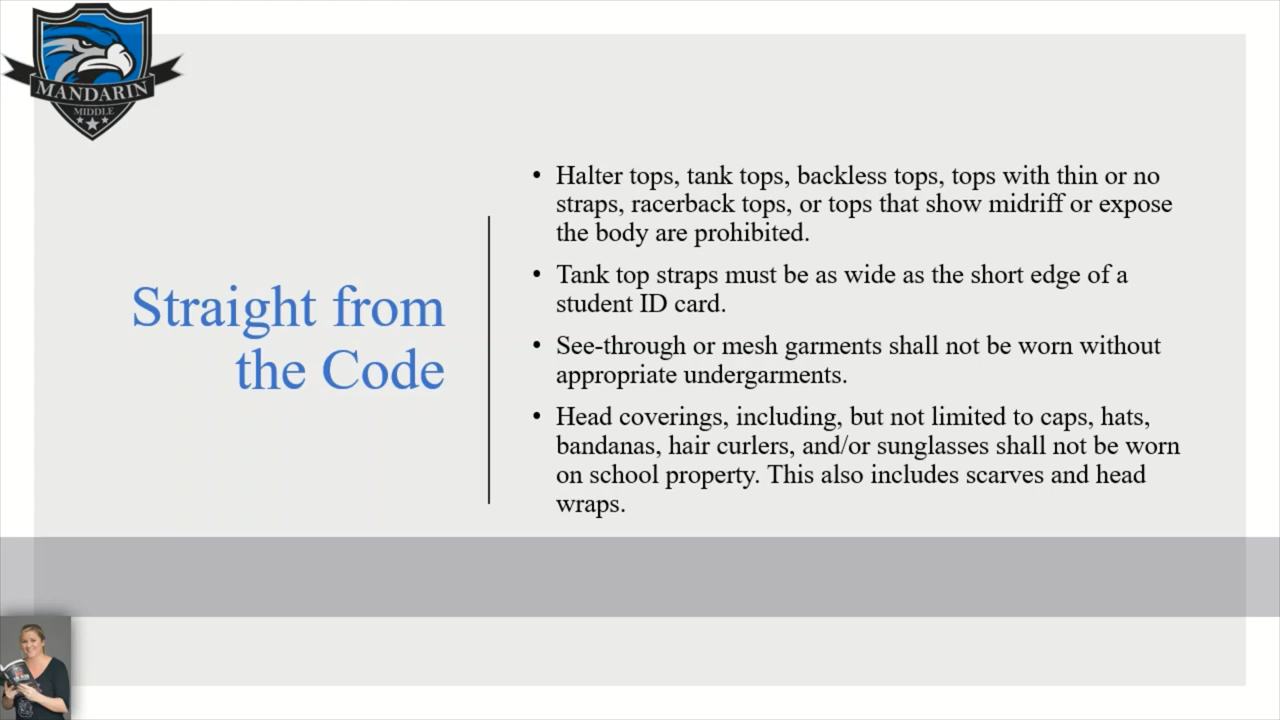 MANDARIN
MIDDLE
Straight from
the Code
• Halter tops, tank tops, backless tops, tops with thin or no
straps, racerback tops, or tops that show midriff or expose
the body are prohibited.
• Tank top straps must be as wide as the short edge of a
student ID card.
• See-through or mesh garments shall not be worn without
appropriate undergarments.
• Head coverings, including, but not limited to caps, hats,
bandanas, hair curlers, and/or sunglasses shall not be worn
on school property. This also includes scarves and head
wraps.